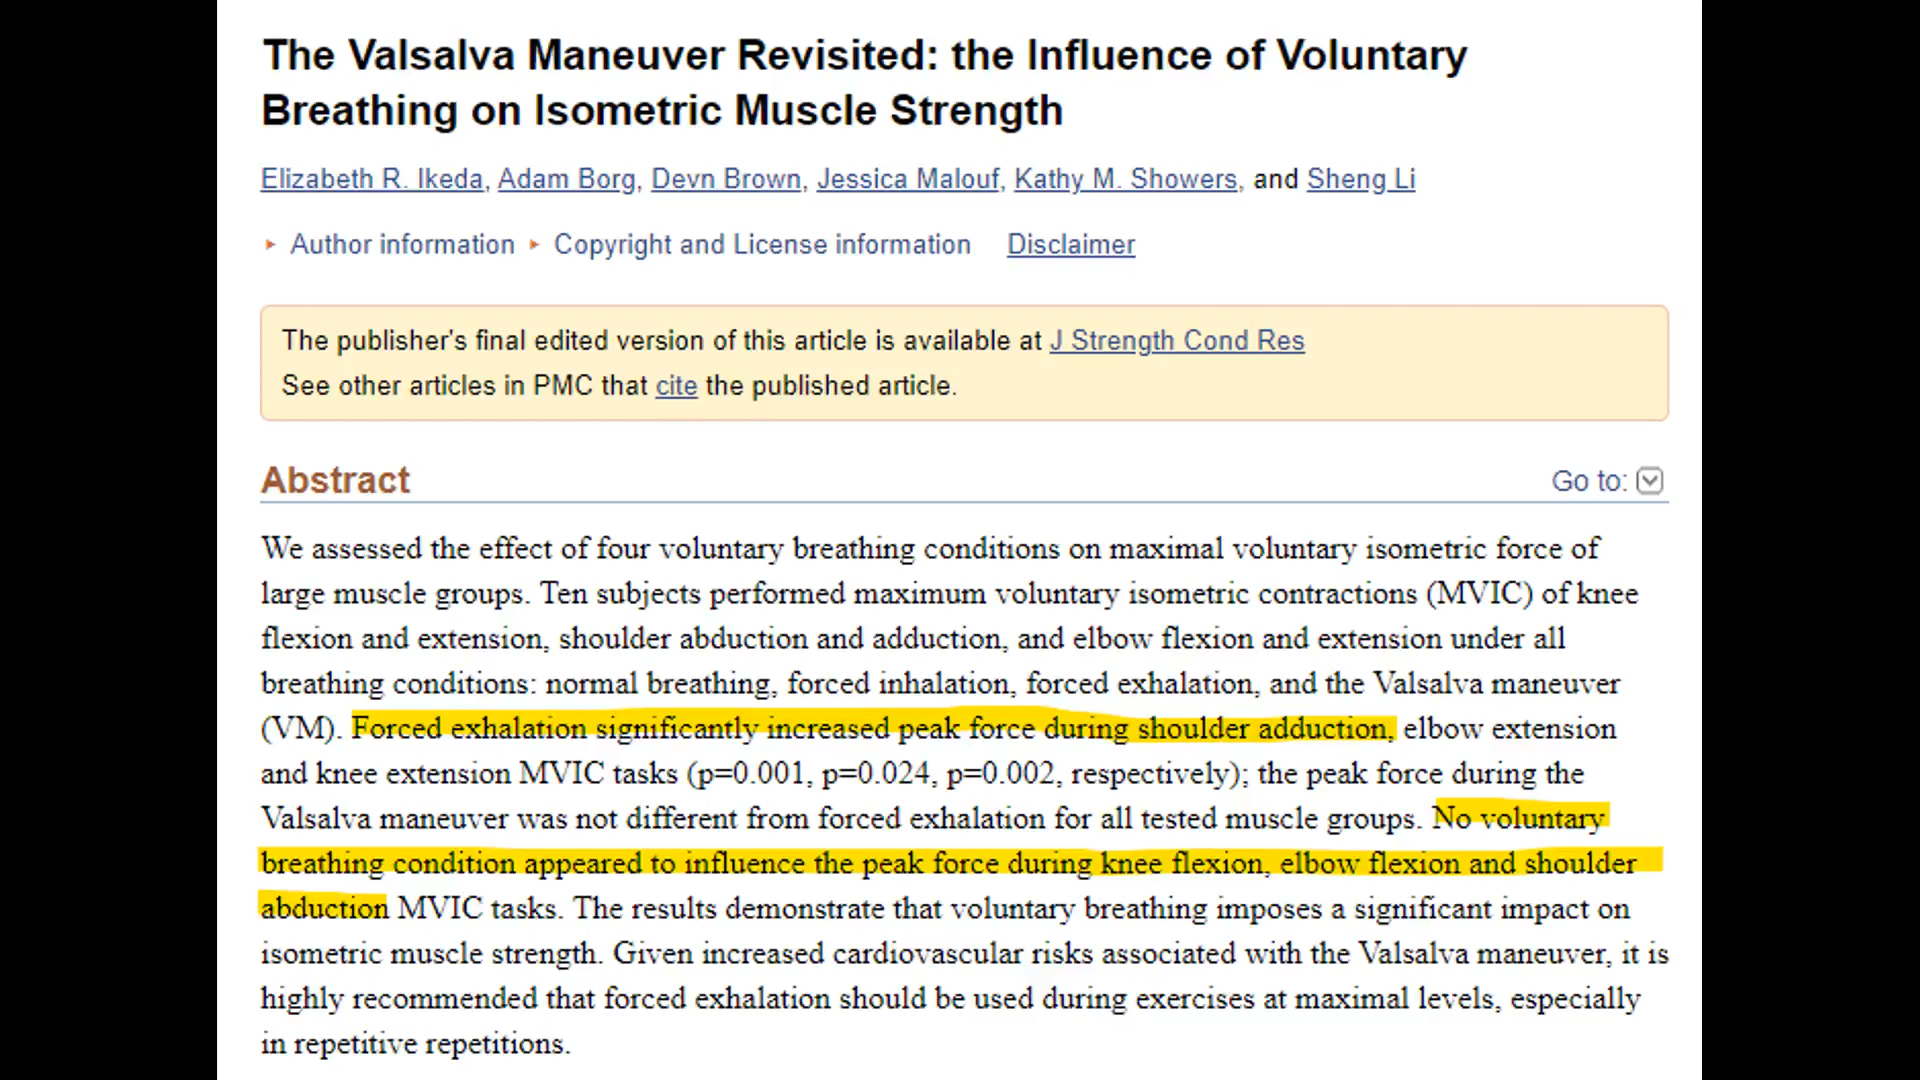 The Valsalva Maneuver Revisited: the Influence of Voluntary
Breathing on Isometric Muscle Strength
Elizabeth R. Ikeda, Adam Borg, Devn Brown, Jessica Malouf, Kathy M. Showers, and Sheng Li
Author information Copyright and License information Disclaimer
The publisher's final edited version of this article is available at J Strength Cond Res
See other articles in PMC that cite the published article.
Abstract Go to:
We assessed the effect of four voluntary breathing conditions on maximal voluntary isometric force of
large muscle groups. Ten subjects performed maximum voluntary isometric contractions (MVIC) of knee
flexion and extension, shoulder abduction and adduction, and elbow flexion and extension under all
breathing conditions: normal breathing, forced inhalation, forced exhalation, and the Valsalva maneuver
(VM). Forced exhalation significantly increased peak force during shoulder adduction, elbow extension
and knee extension MVIC tasks (p=0.001, p=0.024, p=0.002, respectively); the peak force during the
Valsalva maneuver was not different from forced exhalation for all tested muscle groups. No voluntary
breathing condition appeared to influence the peak force during knee flexion, elbow flexion and shoulder
abduction MVIC tasks. The results demonstrate that voluntary breathing imposes a significant impact on
isometric muscle strength. Given increased cardiovascular risks associated with the Valsalva maneuver, it is
highly recommended that forced exhalation should be used during exercises at maximal levels, especially
in repetitive repetitions.